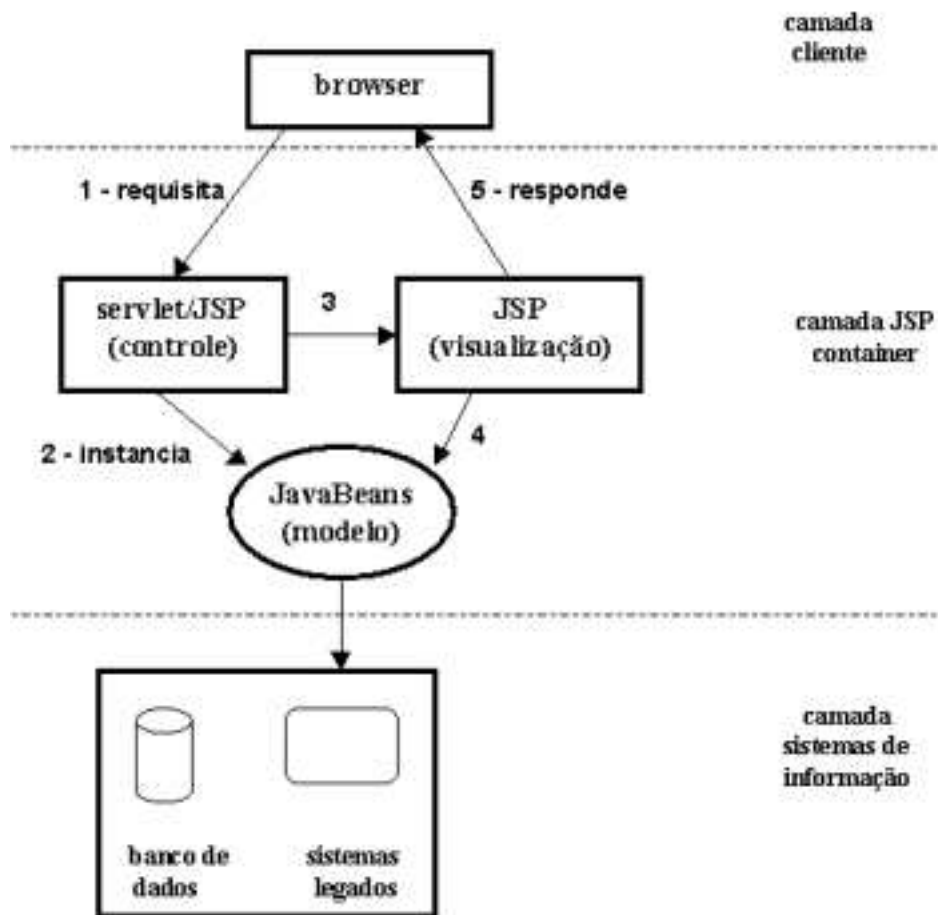 camada
cliente
browser
1 - requisita
5 - responde
servlet/JSP
(controle)
3
JSP
(visualização)
camada JSP
container
2 - instancia
4
JavaBeans
(modelo)
camada
sistemas de
informação
banco de
dados
sistemas
legados